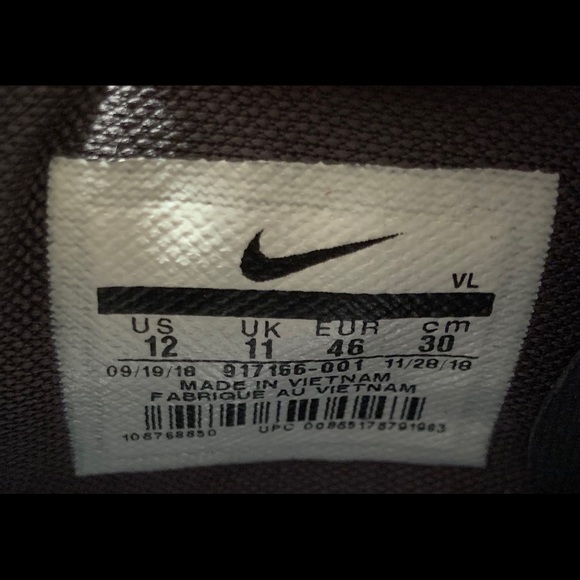 VL
US UK EUR cm
12 11 46 30
09/19/18 917166-001 11/28/18
MADE IN VIETNAM
FABRIQUE AU VIETNAM
UPC